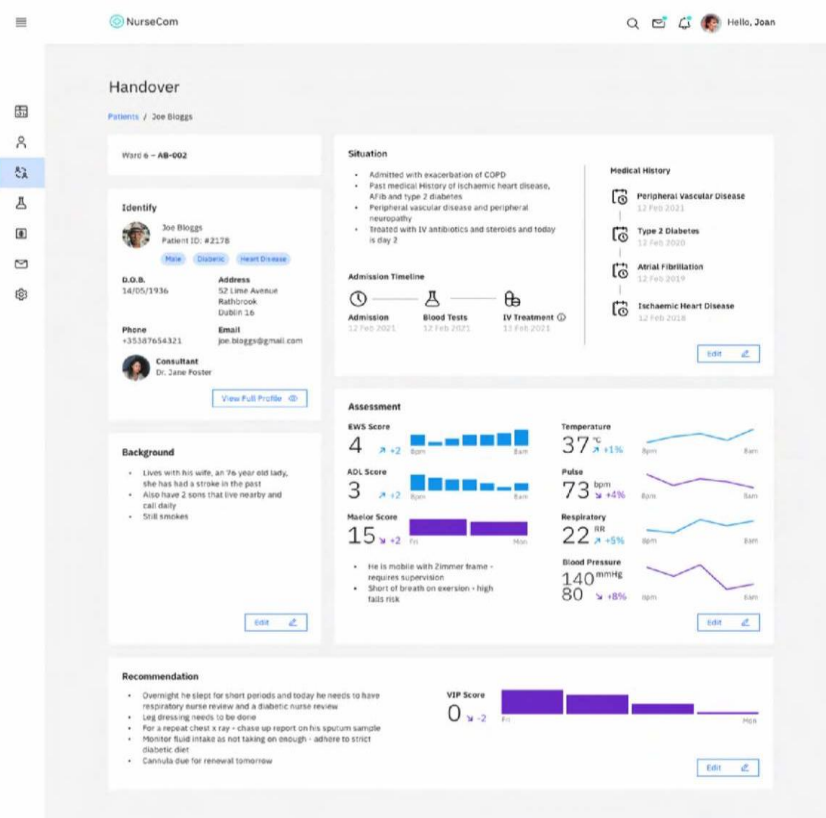 NurseCom
Hello, Joan
Handover
Patients / Joe Bloggs
Ward 6 – AB-002
Identify
Joe Bloggs
Patient ID: #2178
Male
Diabetic
Heart Disease
D.O.B.
14/05/1936
Address
52 Lime Avenue
Rathbrook
Dublin 16
Phone
+35387654321
Email
joe.bloggs@gmail.com
Consultant
Dr. Jane Foster
View Full Profile
Situation
• Admitted with exacerbation of COPD
• Past medical History of ischaemic heart disease,
AFib and type 2 diabetes
• Peripheral vascular disease and peripheral
neuropathy
• Treated with IV antibiotics and steroids and today
is day 2
Admission Timeline
Admission
12 Feb 2021
Blood Tests
12 Feb 2021
IV Treatment
13 Feb 2021
Medical History
Peripheral Vascular Disease
12 Feb 2021
Type 2 Diabetes
12 Feb 2020
Atrial Fibrillation
12 Feb 2019
Ischaemic Heart Disease
12 Feb 2018
Edit
Background
• Lives with his wife, an 76 year old lady,
she has had a stroke in the past
• Also have 2 sons that live nearby and
call daily
• Still smokes
Edit
Assessment
EWS Score
4 +2
8pm 8am
ADL Score
3 +2
8pm 8am
Maelor Score
15 +2
Fri Mon
• He is mobile with Zimmer frame -
requires supervision
• Short of breath on exersion - high
falls risk
Temperature
37 °C +1%
8pm 8am
Pulse
73 bpm +4%
8pm 8am
Respiratory
22 RR +5%
8pm 8am
Blood Pressure
140 mmHg
80 +8%
8pm 8am
Edit
Recommendation
• Overnight he slept for short periods and today he needs to have
respiratory nurse review and a diabetic nurse review
• Leg dressing needs to be done
• For a repeat chest x ray - chase up report on his sputum sample
• Monitor fluid intake as not taking on enough - adhere to strict
diabetic diet
• Cannula due for renewal tomorrow
VIP Score
0 -2
Fri Mon
Edit